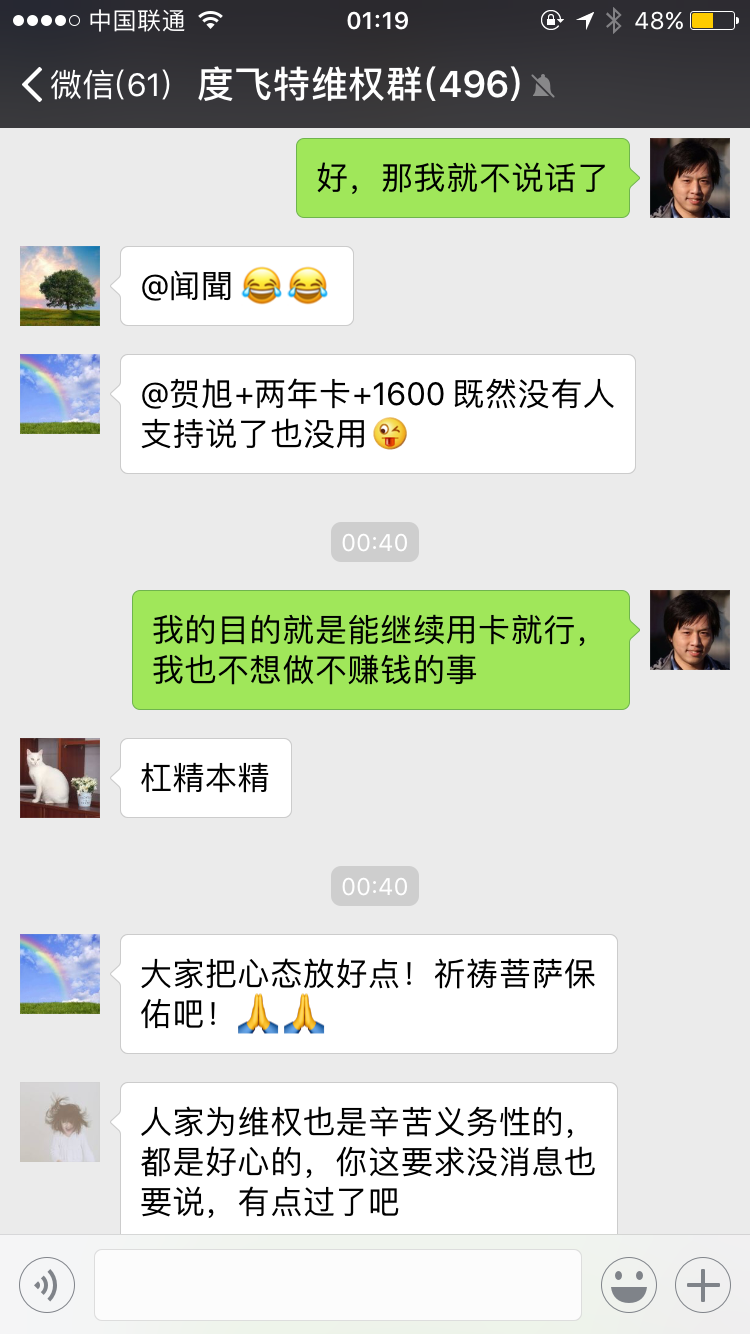 中国联通 01:19 48%
微信(61) 度飞特维权群(496)
好，那我就不说话了
@闻聞 😂😂
@贺旭+两年卡+1600 既然没有人
支持说了也没用😜
00:40
我的目的就是能继续用卡就行，
我也不想做不赚钱的事
杠精本精
00:40
大家把心态放好点！祈祷菩萨保
佑吧！🙏🙏
人家为维权也是辛苦义务性的，
都是好心的，你这要求没消息也
要说，有点过了吧